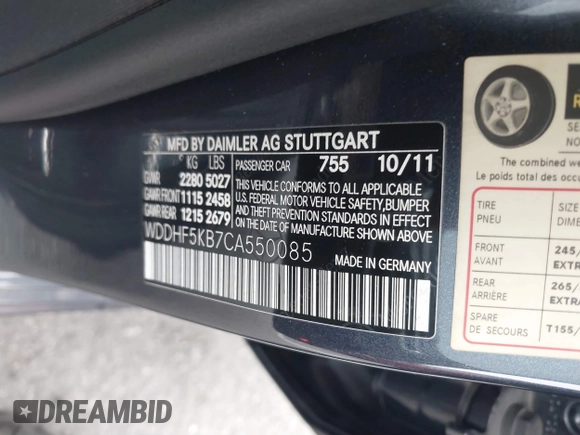 MFD BY DAIMLER AG STUTTGART
KG LBS
GVWR 2280 5027
GAWR FRONT 1115 2458
GAWR REAR 1215 2679
PASSENGER CAR 755 10/11
THIS VEHICLE CONFORMS TO ALL APPLICABLE
U.S. FEDERAL MOTOR VEHICLE SAFETY,BUMPER
AND THEFT PREVENTION STANDARDS IN EFFECT
ON THE DATE OF MANUFACTURE SHOWN ABOVE
WDDHF5KB7CA550085
MADE IN GERMANY
The combined
Le poids total des
TIRE
PNEU
SIZE
FRONT
AVANT
245/
EXTRA
REAR
ARRIÈRE
265/
EXTRA
SPARE
DE SECOURS
T155/
DREAMBID